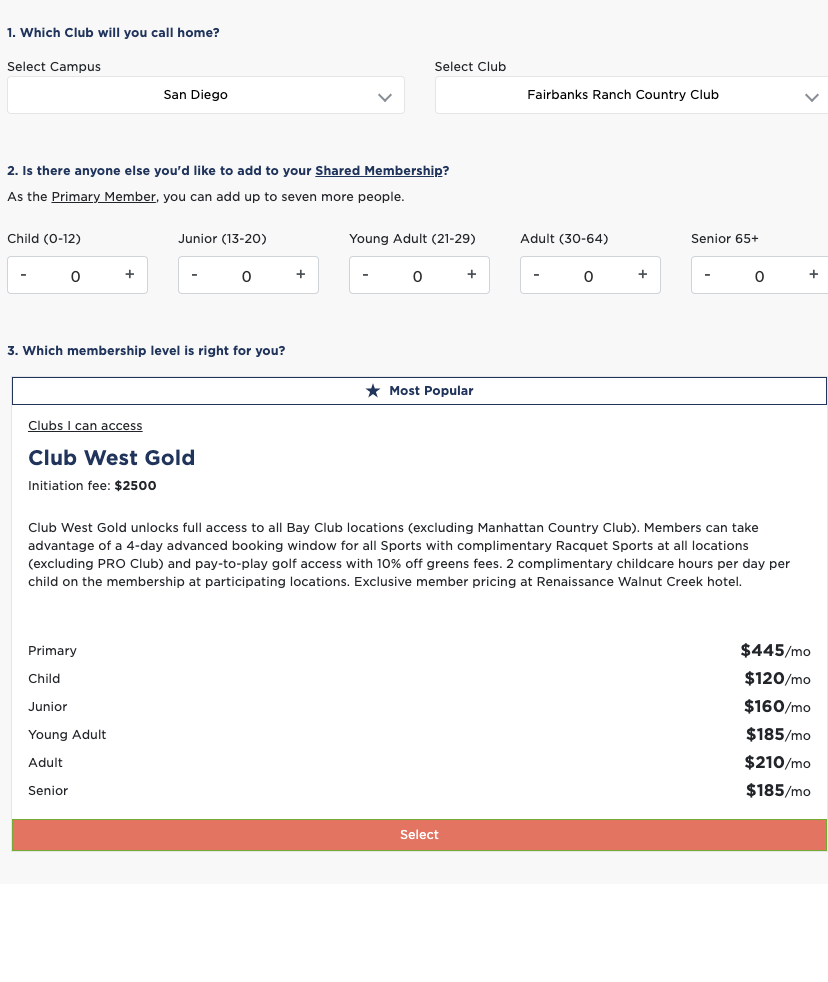 1. Which Club will you call home?
Select Campus Select Club
San Diego Fairbanks Ranch Country Club
2. Is there anyone else you'd like to add to your Shared Membership?
As the Primary Member, you can add up to seven more people.
Child (0-12) Junior (13-20) Young Adult (21-29) Adult (30-64) Senior 65+
- 0 + - 0 + - 0 + - 0 + - 0 +
3. Which membership level is right for you?
★ Most Popular
Clubs I can access
Club West Gold
Initiation fee: $2500
Club West Gold unlocks full access to all Bay Club locations (excluding Manhattan Country Club). Members can take
advantage of a 4-day advanced booking window for all Sports with complimentary Racquet Sports at all locations
(excluding PRO Club) and pay-to-play golf access with 10% off greens fees. 2 complimentary childcare hours per day per
child on the membership at participating locations. Exclusive member pricing at Renaissance Walnut Creek hotel.
Primary $445/mo
Child $120/mo
Junior $160/mo
Young Adult $185/mo
Adult $210/mo
Senior $185/mo
Select